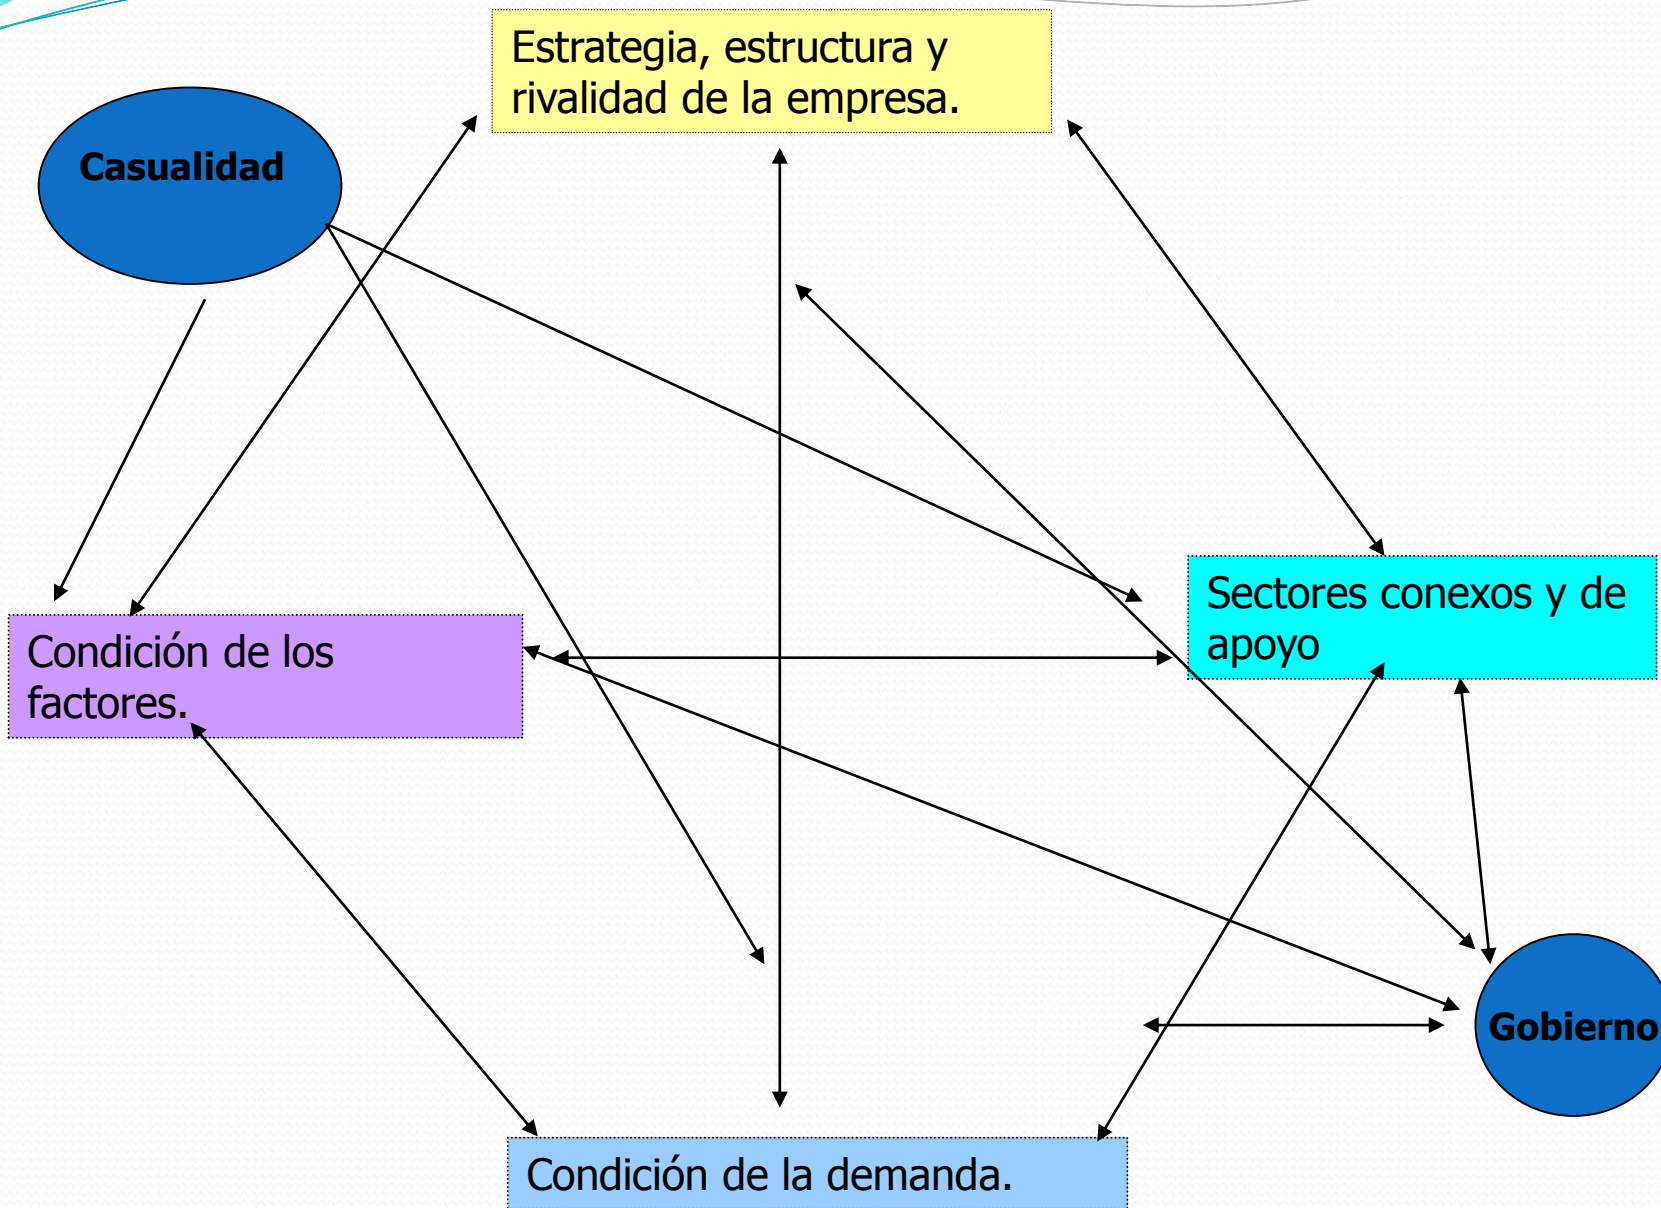 Estrategia, estructura y
rivalidad de la empresa.
Casualidad
Sectores conexos y de
apoyo
Condición de los
factores.
Gobierno
Condición de la demanda.